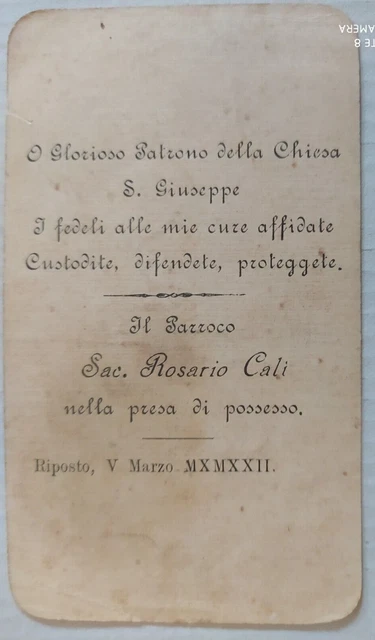 O Glorioso Patrono della Chiesa
S. Giuseppe
I fedeli alle mie cure affidate
Custodite, difendete, proteggete.
Il Parroco
Sac. Rosario Cali
nella presa di possesso.
Riposto, V Marzo MXMXXII.